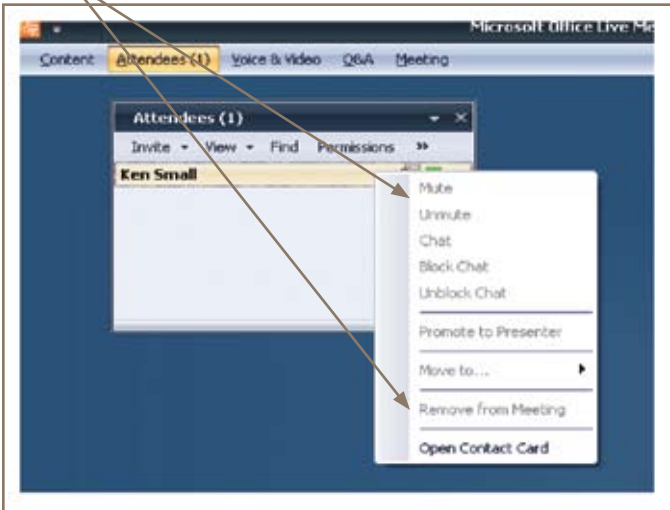 Microsoft Office Live Me
Content Attendees (1) Voice & Video Q&A Meeting
Attendees (1)
Invite View Find Permissions
Ken Small
Mute
Unmute
Chat
Block Chat
Unblock Chat
Promote to Presenter
Move to...
Remove from Meeting
Open Contact Card